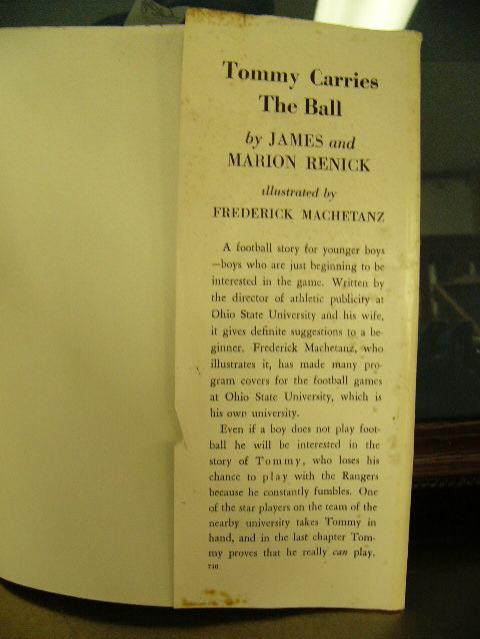 Tommy Carries
The Ball
by JAMES and
MARION RENICK
illustrated by
FREDERICK MACHETANZ
A football story for younger boys
—boys who are just beginning to be
interested in the game. Written by
the director of athletic publicity at
Ohio State University and his wife,
it gives definite suggestions to a be-
ginner. Frederick Machetanz, who
illustrates it, has made many pro-
gram covers for the football games
at Ohio State University, which is
his own university.
Even if a boy does not play foot-
ball he will be interested in the
story of Tommy, who loses his
chance to play with the Rangers
because he constantly fumbles. One
of the star players on the team of the
nearby university takes Tommy in
hand, and in the last chapter Tom-
my proves that he really can play.
710